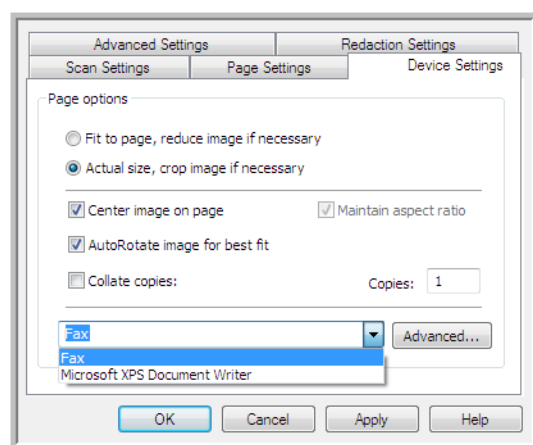 Advanced Settings Redaction Settings
Scan Settings Page Settings Device Settings
Page options
Fit to page, reduce image if necessary
Actual size, crop image if necessary
Center image on page Maintain aspect ratio
AutoRotate image for best fit
Collate copies: Copies: 1
Fax Advanced...
Fax
Microsoft XPS Document Writer
OK Cancel Apply Help